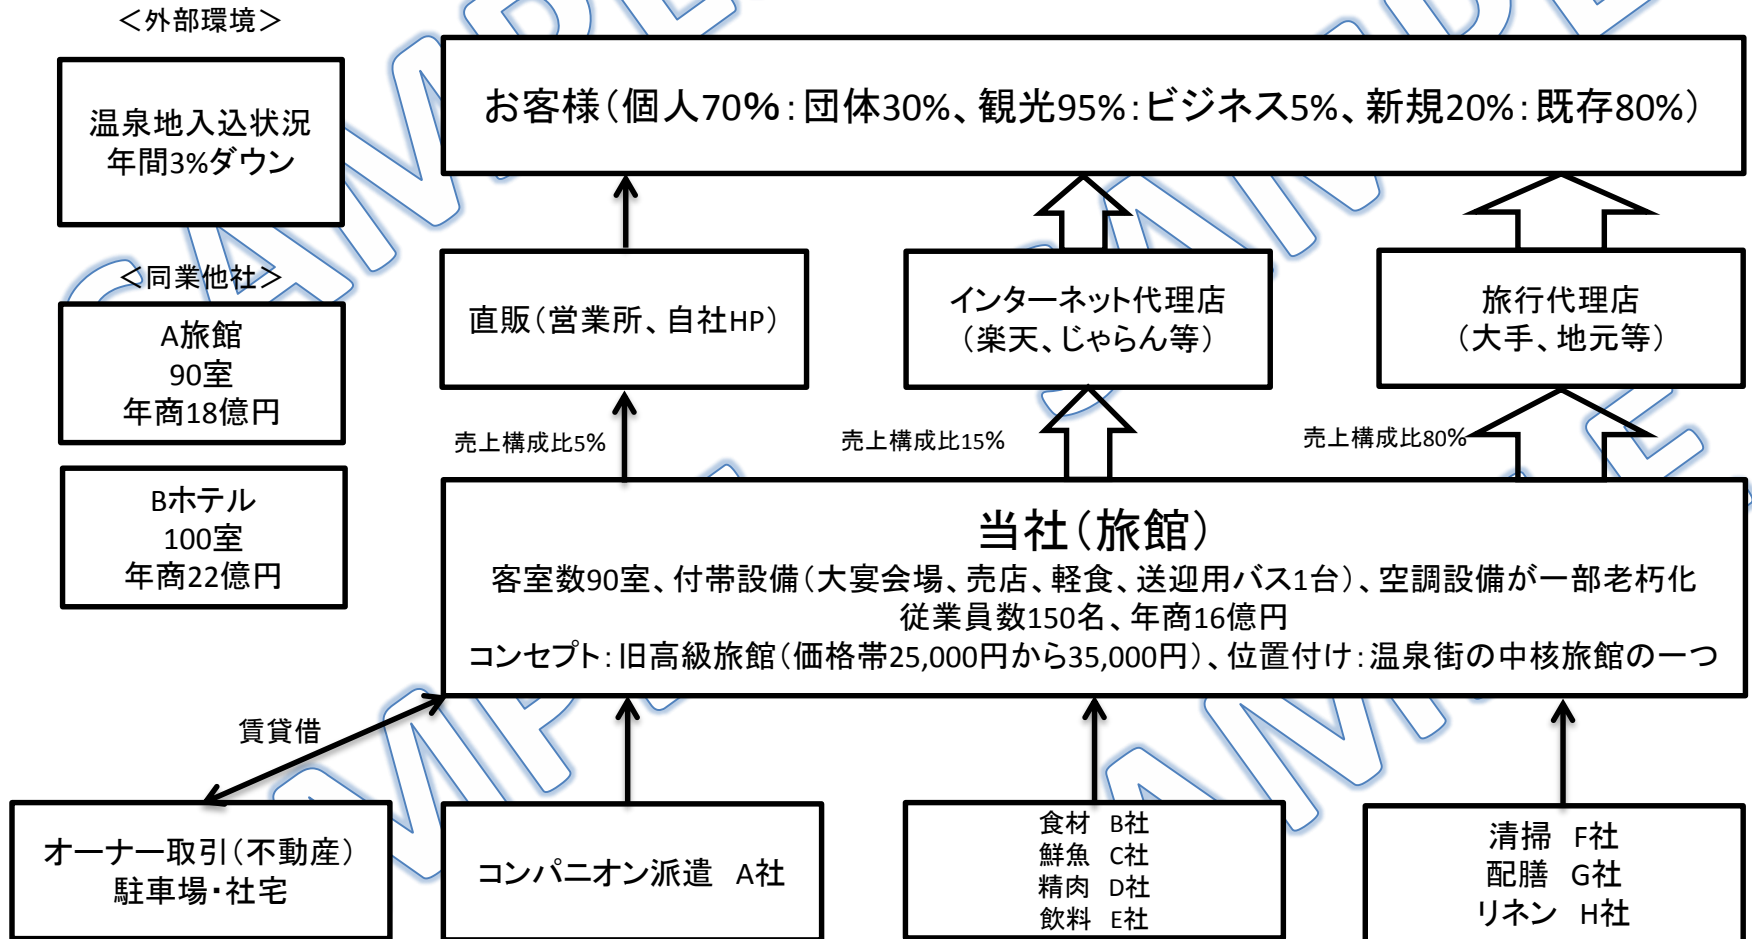 ＜外部環境＞
温泉地入込状況
年間3%ダウン
＜同業他社＞
A旅館
90室
年商18億円
Bホテル
100室
年商22億円
お客様（個人70％：団体30%、観光95%：ビジネス5%、新規20%：既存80%）
直販（営業所、自社HP）
インターネット代理店
（楽天、じゃらん等）
旅行代理店
（大手、地元等）
売上構成比5%
売上構成比15%
売上構成比80%
当社（旅館）
客室数90室、付帯設備（大宴会場、売店、軽食、送迎用バス1台）、空調設備が一部老朽化
従業員数150名、年商16億円
コンセプト：旧高級旅館（価格帯25,000円から35,000円）、位置付け：温泉街の中核旅館の一つ
賃貸借
オーナー取引（不動産）
駐車場・社宅
コンパニオン派遣　A社
食材　B社
鮮魚　C社
精肉　D社
飲料　E社
清掃　F社
配膳　G社
リネン　H社
SAMPLE
SAMPLE
SAMPLE
SAMPLE